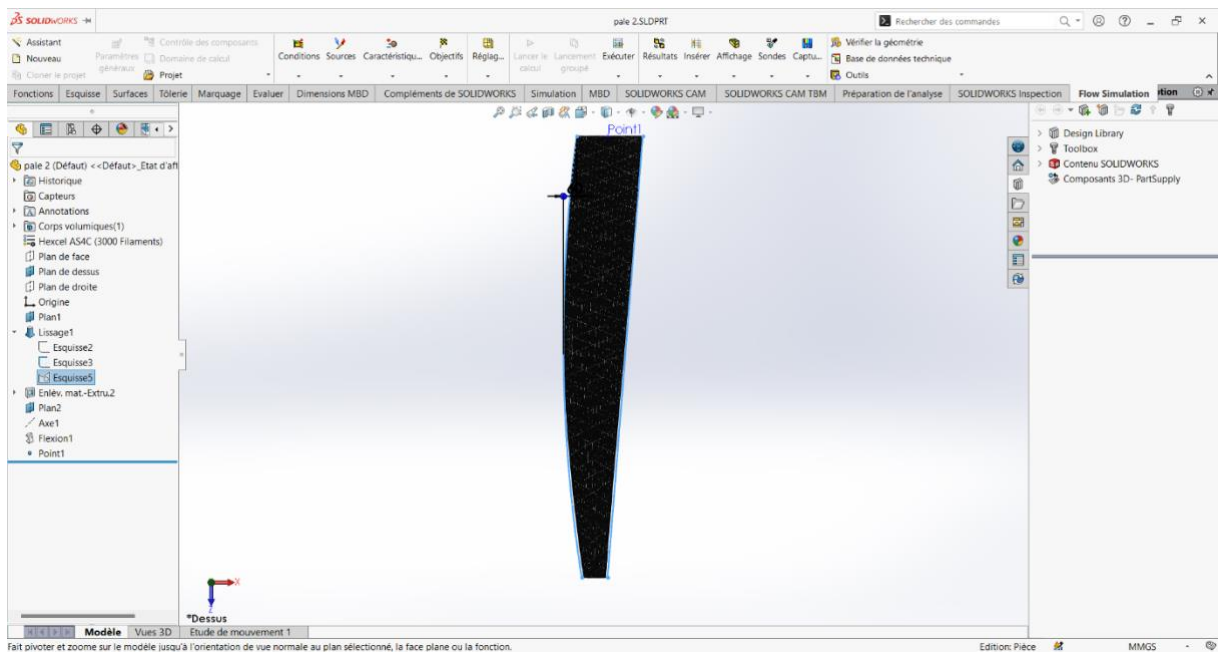 SOLIDWORKS
pale 2.SLDPRT
Rechercher des commandes
Assistant
Nouveau
Cloner le projet
Paramètres généraux
Contrôle des composants
Domaine de calcul
Projet
Conditions Sources Caractéristiqu... Objectifs Réglag... Lancer le calcul Lancement groupé Exécuter Résultats Insérer Affichage Sondes Captu...
Vérifier la géométrie
Base de données technique
Outils
Fonctions Esquisse Surfaces Tôlerie Marquage Evaluer Dimensions MBD Compléments de SOLIDWORKS Simulation MBD SOLIDWORKS CAM SOLIDWORKS CAM TBM Préparation de l'analyse SOLIDWORKS Inspection Flow Simulation
pale 2 (Défaut) <<Défaut>_Etat d'aff
Historique
Capteurs
Annotations
Corps volumiques(1)
Hexcel AS4C (3000 Filaments)
Plan de face
Plan de dessus
Plan de droite
Origine
Plan1
Lissage1
Esquisse2
Esquisse3
Esquisse5
Enlèv. mat.-Extru.2
Plan2
Axe1
Flexion1
Point1
Point1
Design Library
Toolbox
Contenu SOLIDWORKS
Composants 3D- PartSupply
X
Z
*Dessus
Modèle Vues 3D Etude de mouvement 1
Fait pivoter et zoome sur le modèle jusqu'à l'orientation de vue normale au plan sélectionné, la face plane ou la fonction.
Edition: Pièce
MMGS